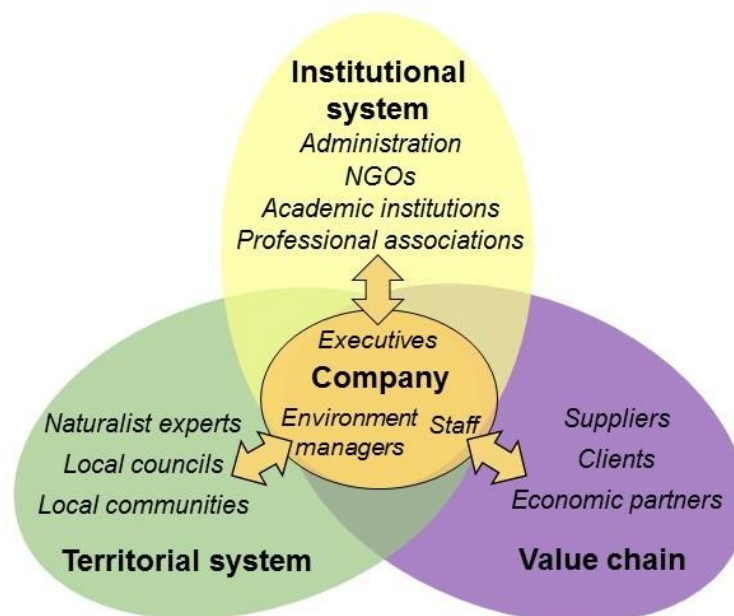 Institutional
system
Administration
NGOs
Academic institutions
Professional associations
Executives
Company
Environment
managers
Staff
Naturalist experts
Local councils
Local communities
Territorial system
Suppliers
Clients
Economic partners
Value chain